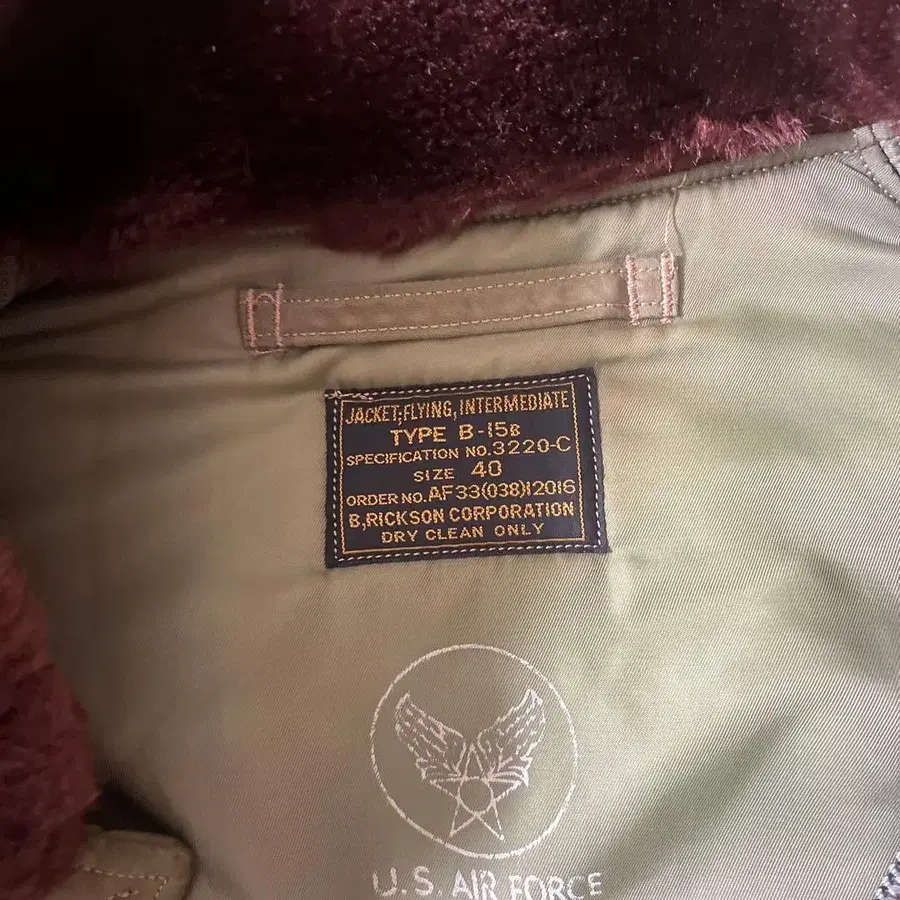 JACKET;FLYING, INTERMEDIATE
TYPE B-15B
SPECIFICATION NO.3220-C
SIZE 40
ORDER NO.AF33(038)12016
B,RICKSON CORPORATION
DRY CLEAN ONLY
U.S. AIR FORCE